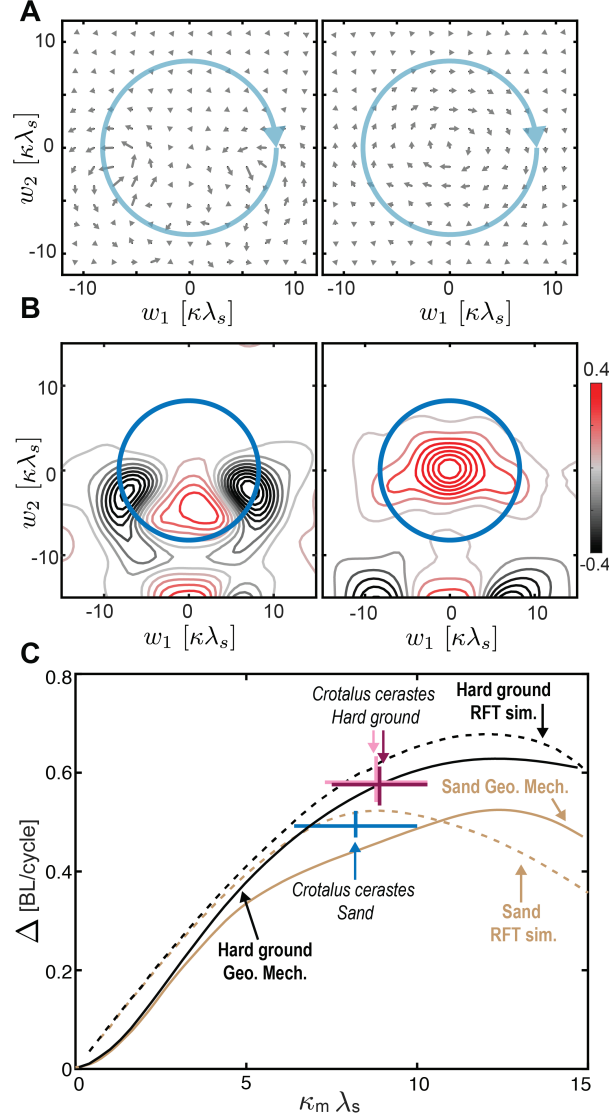 A
10
0
-10
w₂ [κλₛ]
-10
0
10
-10
0
10
w₁ [κλₛ]
w₁ [κλₛ]
B
10
0
-10
w₂ [κλₛ]
0.4
-0.4
-10
0
10
-10
0
10
w₁ [κλₛ]
w₁ [κλₛ]
C
0.8
0.6
0.4
0.2
0
Δ [BL/cycle]
Crotalus cerastes
Hard ground
Hard ground
RFT sim.
Sand Geo. Mech.
Crotalus cerastes
Sand
Hard ground
Geo. Mech.
Sand
RFT sim.
0
5
10
15
κₘ λₛ